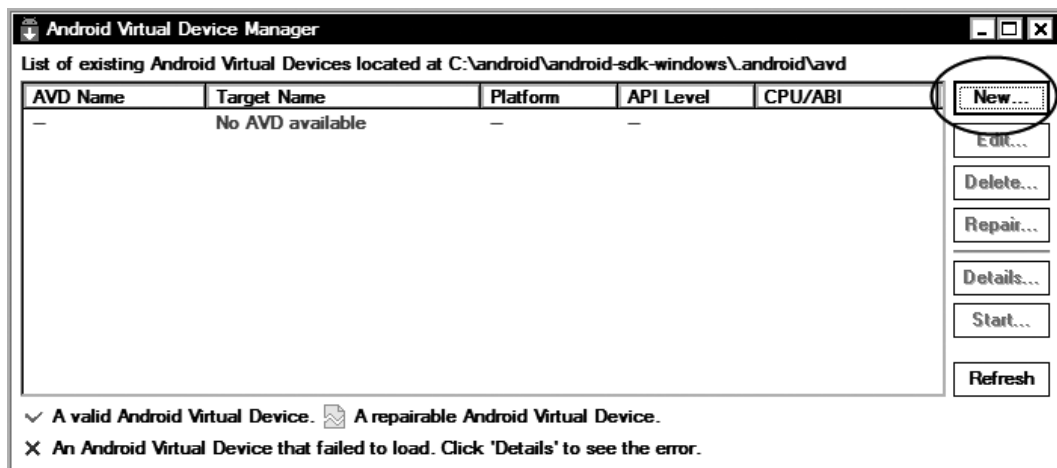 Android Virtual Device Manager
List of existing Android Virtual Devices located at C:\android\android-sdk-windows\.android\avd
AVD Name Target Name Platform API Level CPU/ABI New...
— No AVD available — —
Edit...
Delete...
Repair...
Details...
Start...
Refresh
A valid Android Virtual Device. A repairable Android Virtual Device.
An Android Virtual Device that failed to load. Click 'Details' to see the error.